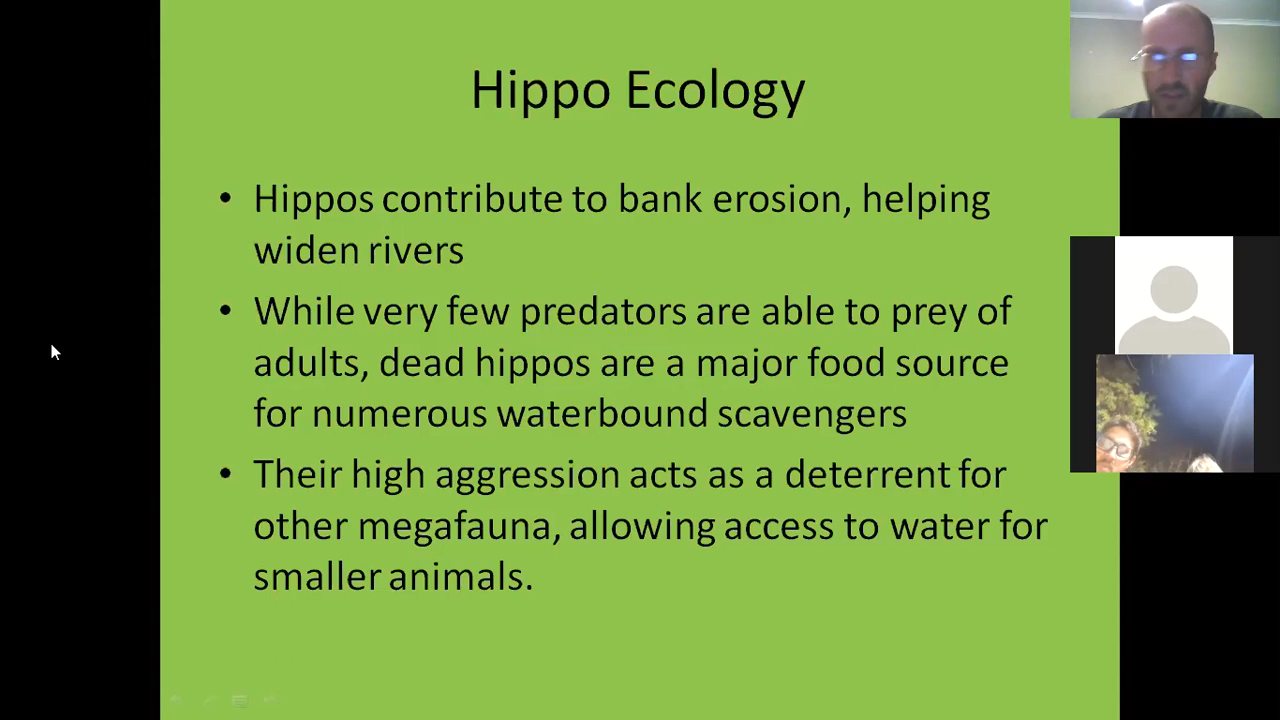 Hippo Ecology
• Hippos contribute to bank erosion, helping
widen rivers
• While very few predators are able to prey of
adults, dead hippos are a major food source
for numerous waterbound scavengers
• Their high aggression acts as a deterrent for
other megafauna, allowing access to water for
smaller animals.